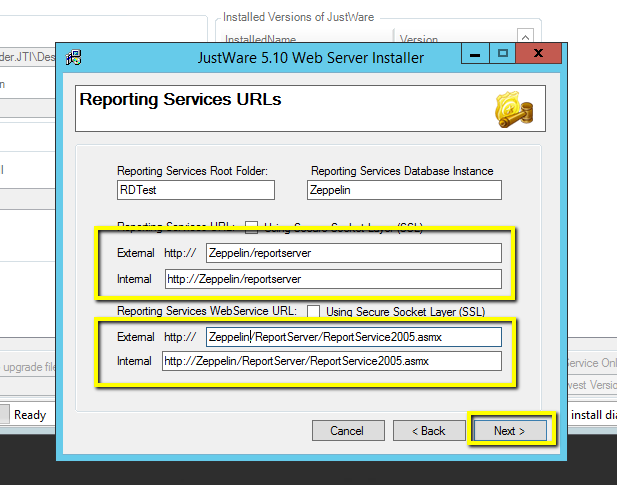 Installed Versions of JustWare
InstalledName Version
der.JTI\Des
JustWare 5.10 Web Server Installer
Reporting Services URLs
Reporting Services Root Folder: Reporting Services Database Instance
RDTest Zeppelin
Reporting Services URL: Using Secure Socket Layer (SSL)
External http:// Zeppelin/reportserver
Internal http://Zeppelin/reportserver
Reporting Services WebService URL: Using Secure Socket Layer (SSL)
External http:// Zeppelin/ReportServer/ReportService2005.asmx
Internal http://Zeppelin/ReportServer/ReportService2005.asmx
upgrade file
Service Onl
west Versio
Ready
install dia
Cancel < Back Next >